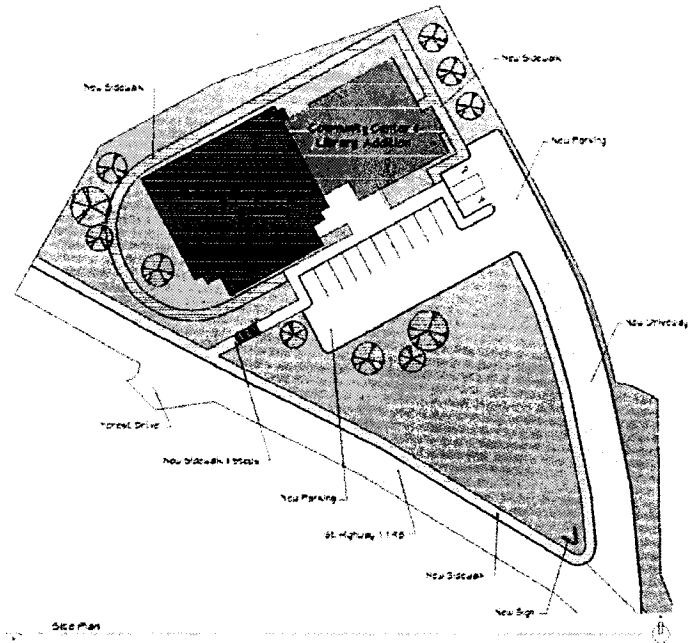 New Sidewalk
New Sidewalk
Community Center &
Library Addition
New Parking
New Driveway
Forest Drive
New Sidewalk & Steps
New Parking
St. Highway
New Sidewalk
New Sign
Site Plan